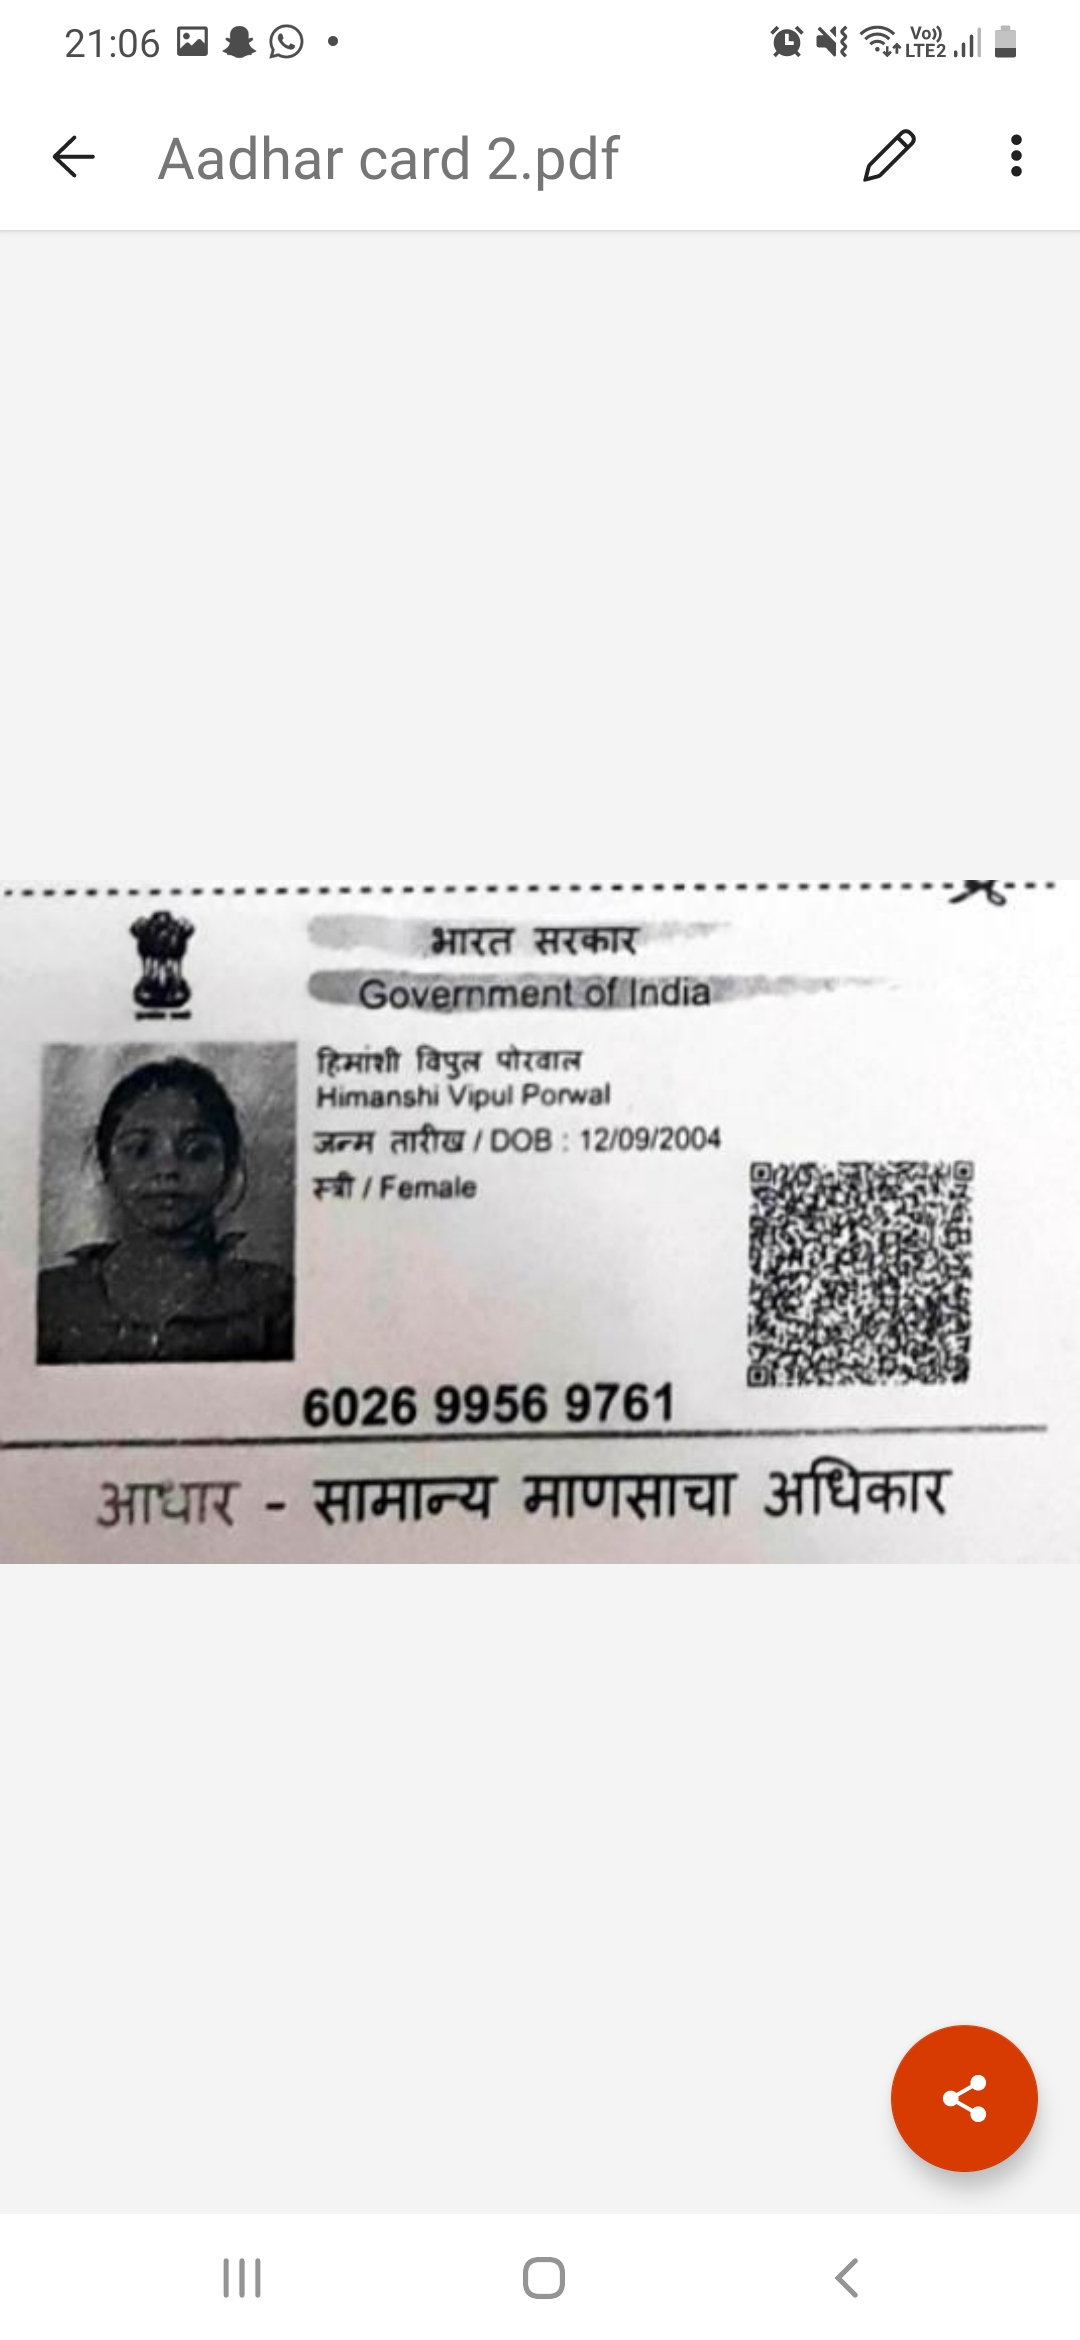 21:06
Vo)) LTE2
Aadhar card 2.pdf
भारत सरकार
Government of India
हिमांशी विपुल पोरवाल
Himanshi Vipul Porwal
जन्म तारीख / DOB : 12/09/2004
स्त्री / Female
6026 9956 9761
आधार - सामान्य माणसाचा अधिकार